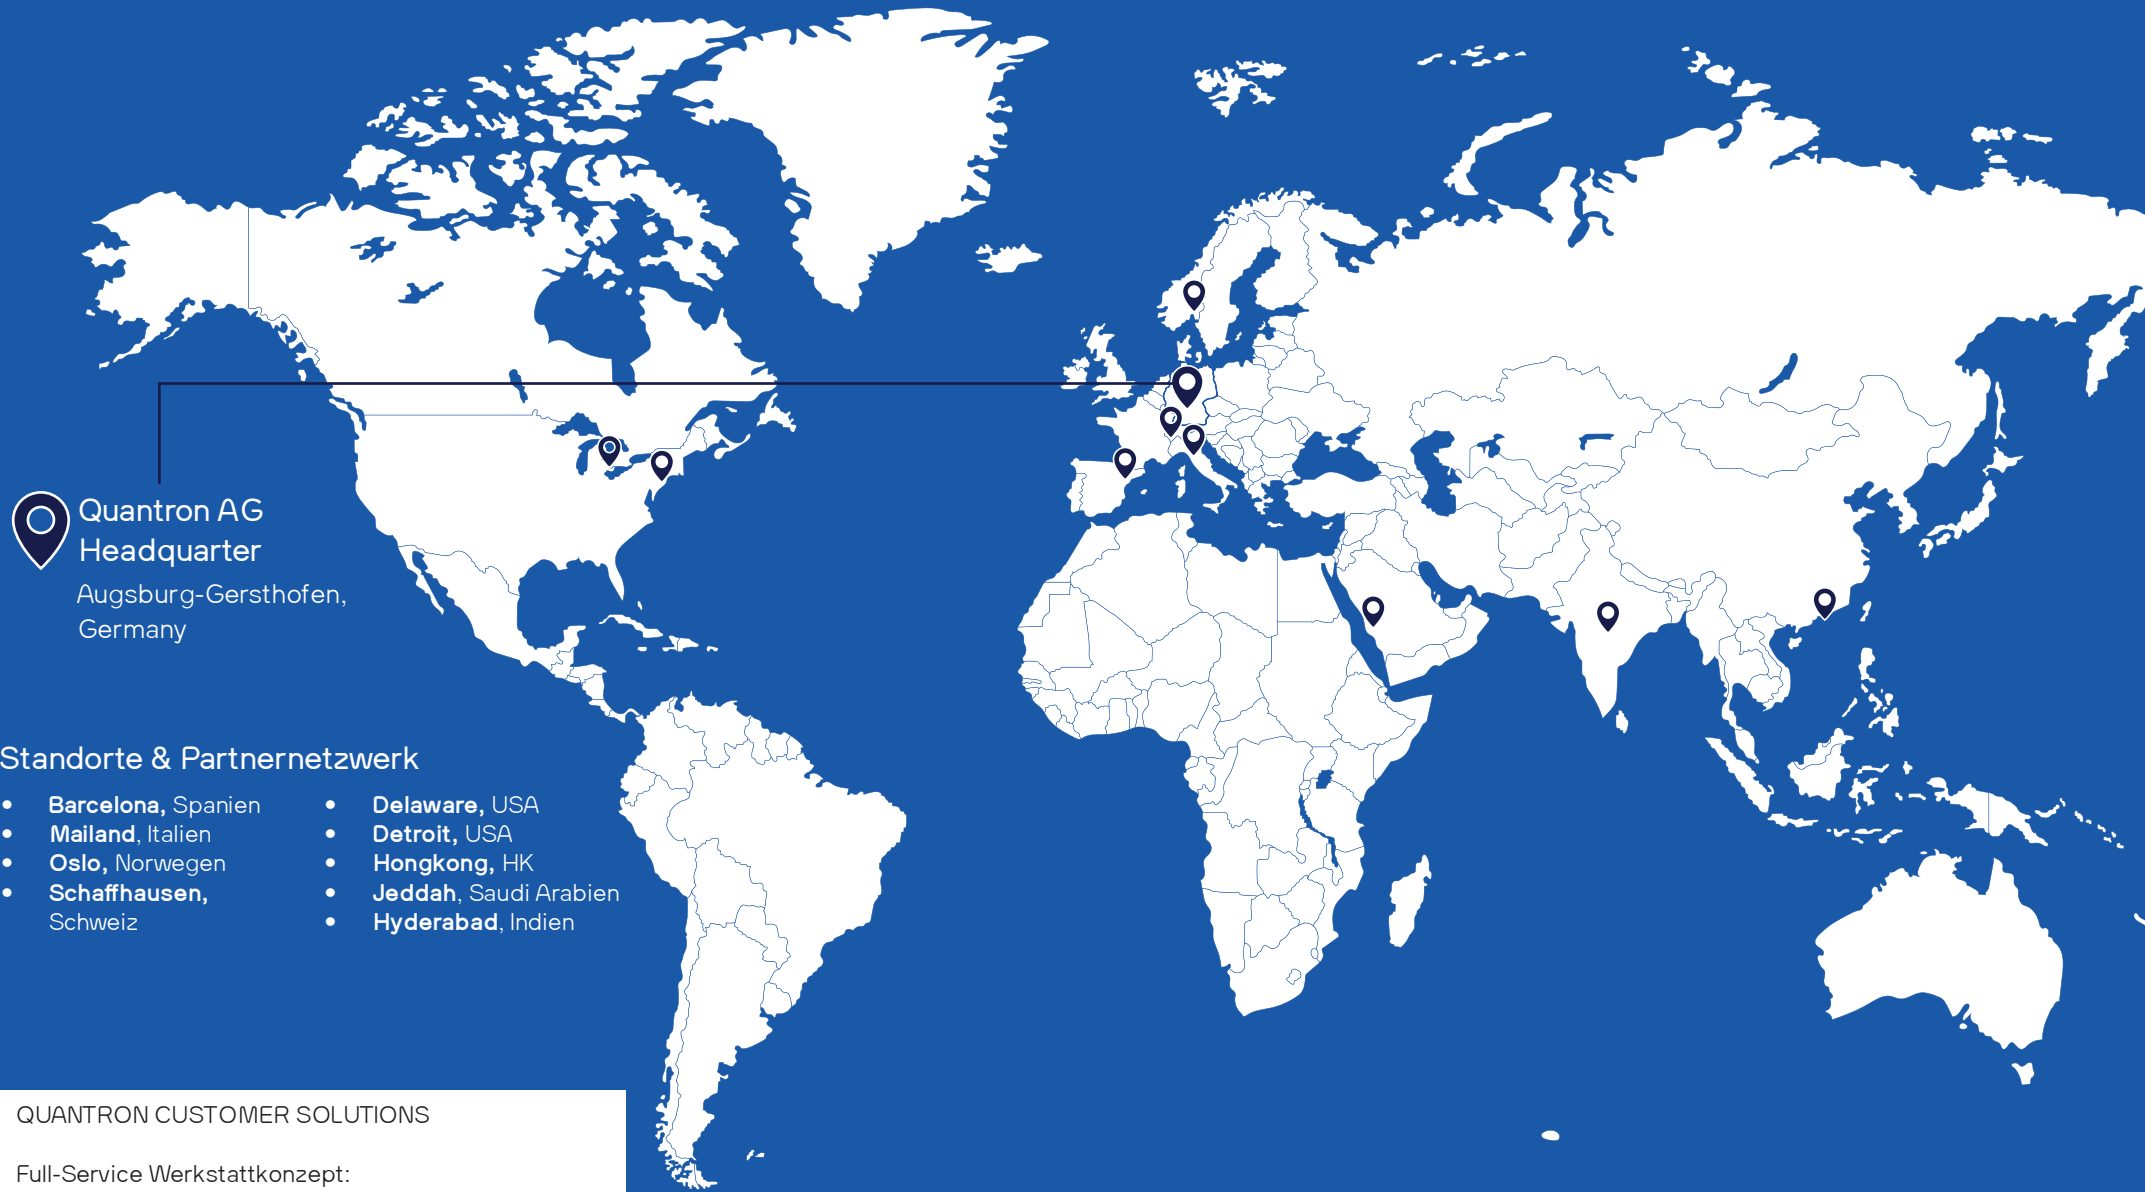 Quantron AG
Headquarter
Augsburg-Gersthofen,
Germany
Standorte & Partnernetzwerk
• Barcelona, Spanien
• Mailand, Italien
• Oslo, Norwegen
• Schaffhausen,
Schweiz
• Delaware, USA
• Detroit, USA
• Hongkong, HK
• Jeddah, Saudi Arabien
• Hyderabad, Indien
QUANTRON CUSTOMER SOLUTIONS
Full-Service Werkstattkonzept: